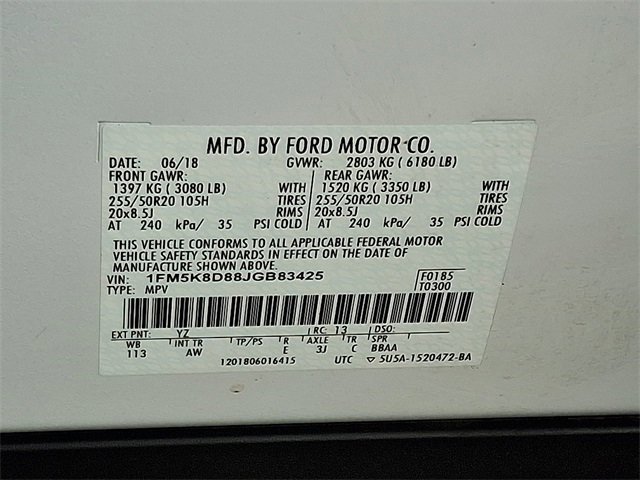 MFD. BY FORD MOTOR CO.
DATE: 06/18 GVWR: 2803 KG ( 6180 LB)
FRONT GAWR: REAR GAWR:
1397 KG ( 3080 LB) WITH 1520 KG ( 3350 LB) WITH
255/50R20 105H TIRES 255/50R20 105H TIRES
20x8.5J RIMS 20x8.5J RIMS
AT 240 kPa/ 35 PSI COLD AT 240 kPa/ 35 PSI COLD
THIS VEHICLE CONFORMS TO ALL APPLICABLE FEDERAL MOTOR
VEHICLE SAFETY STANDARDS IN EFFECT ON THE DATE OF
MANUFACTURE SHOWN ABOVE.
VIN: 1FM5K8D88JGB83425 F0185
TYPE: MPV T0300
EXT PNT: YZ RC: 13 DSO:
WB INT TR TP/PS R AXLE TR SPR
113 AW E 3J C BBAA
1201806016415 UTC ▽ 5U5A-1520472-BA